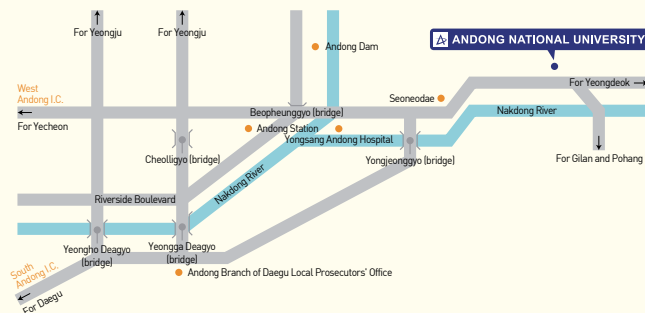 For Yeongju
For Yeongju
Andong Dam
ANDONG NATIONAL UNIVERSITY
West
Andong I.C.
Seoneodae
For Yeongdeok
Beopheunggyo (bridge)
Nakdong River
For Yecheon
Andong Station
Yongsang Andong Hospital
Cheolligyo (bridge)
Yongjeonggyo (bridge)
For Gilan and Pohang
Nakdong River
Riverside Boulevard
Yeongho Deagyo
(bridge)
Yeongga Deagyo
(bridge)
South
Andong I.C.
Andong Branch of Daegu Local Prosecutors' Office
For Daegu